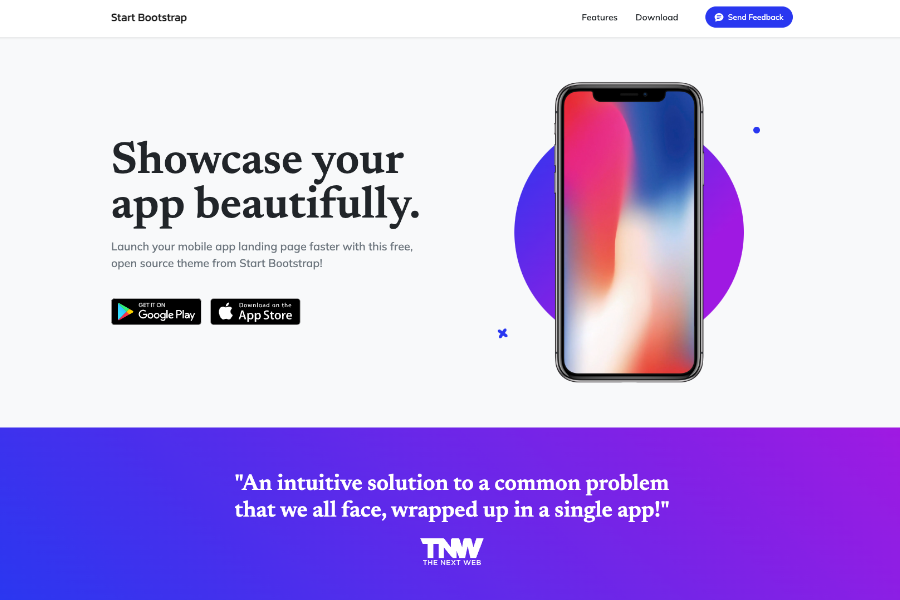 Start Bootstrap
Features
Download
Send Feedback
Showcase your
app beautifully.
Launch your mobile app landing page faster with this free,
open source theme from Start Bootstrap!
GET IT ON
Google Play
Download on the
App Store
"An intuitive solution to a common problem
that we all face, wrapped up in a single app!"
TNW
THE NEXT WEB